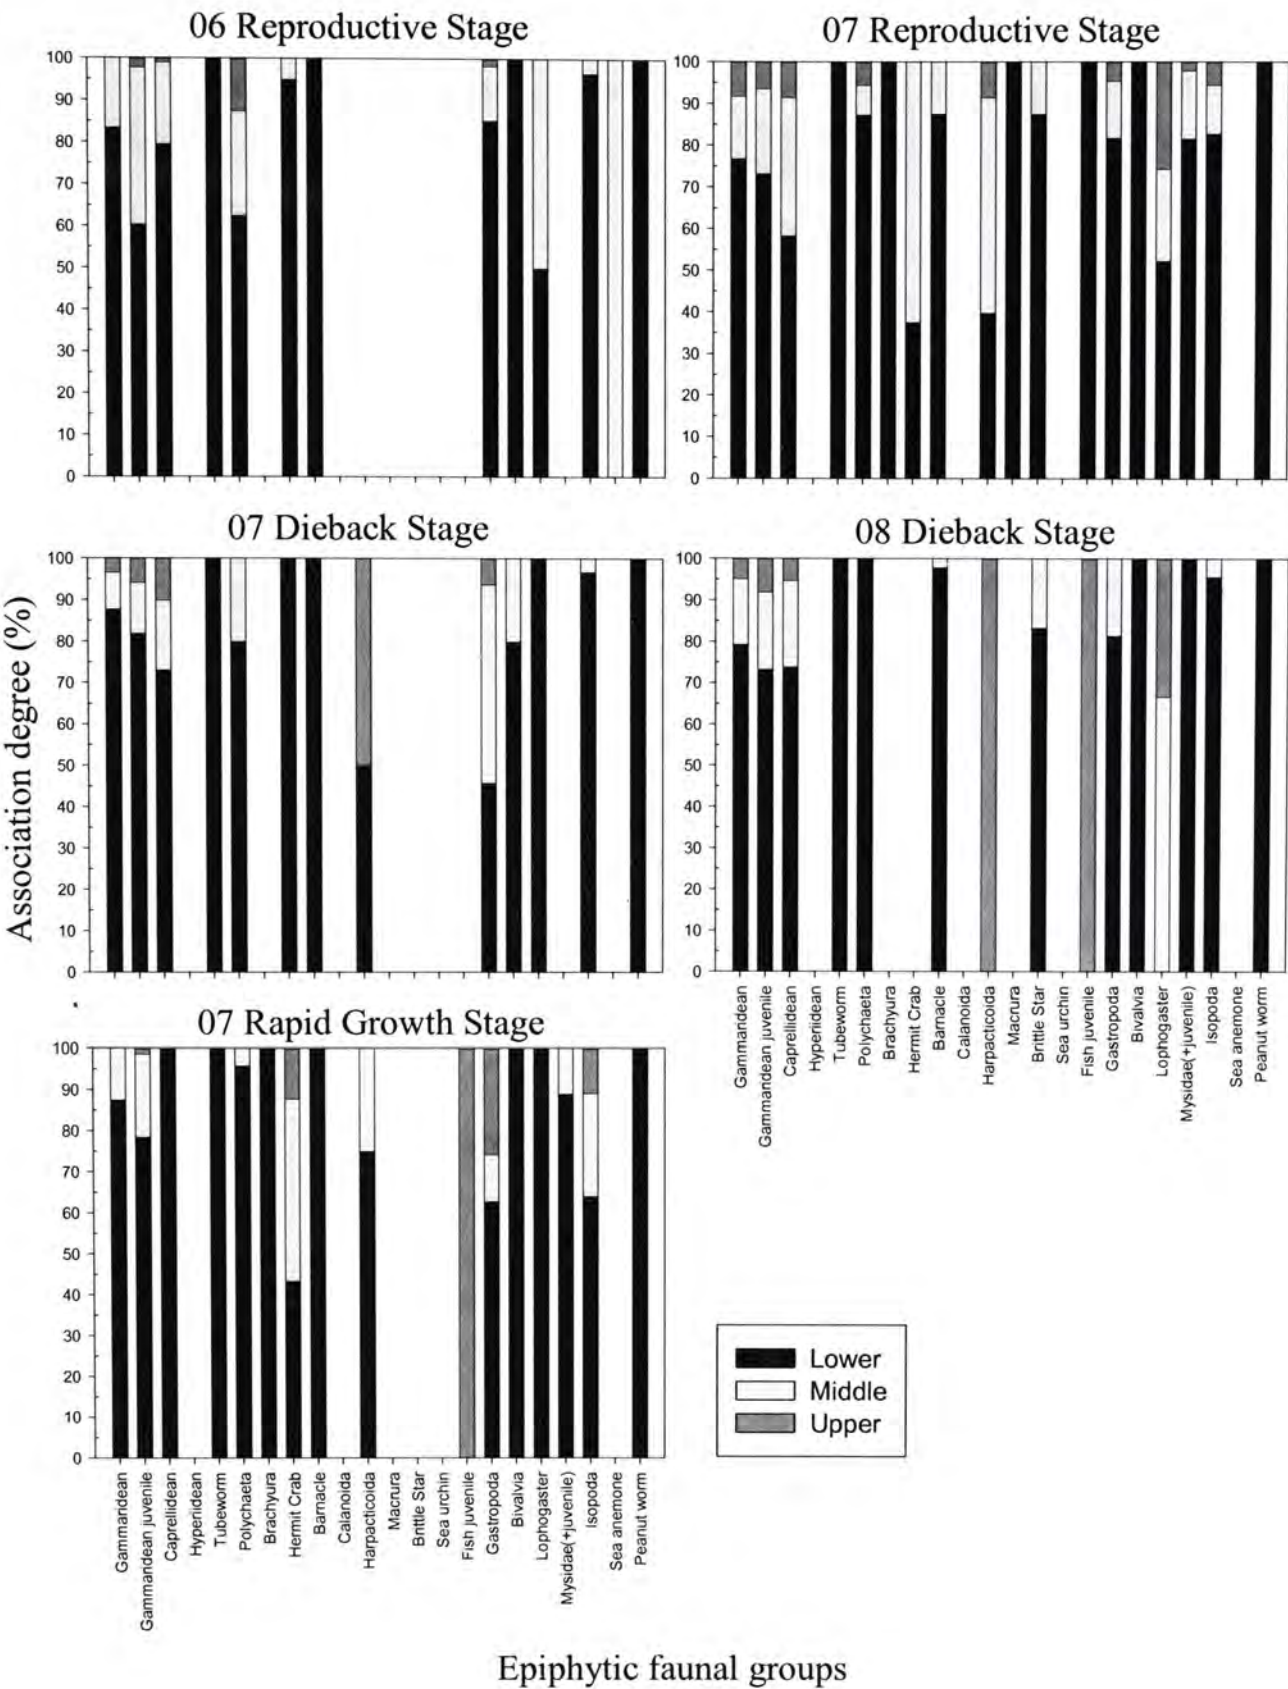 06 Reproductive Stage
07 Reproductive Stage
100
90
80
70
60
50
40
30
20
10
0
100
90
80
70
60
50
40
30
20
10
0
07 Dieback Stage
08 Dieback Stage
Association degree (%)
100
90
80
70
60
50
40
30
20
10
0
100
90
80
70
60
50
40
30
20
10
0
Gammaridean
Gammandean juvenile
Caprellidean
Hyperiidean
Tubeworm
Polychaeta
Brachyura
Hermit Crab
Barnacle
Calanoida
Harpacticoida
Macrura
Brittle Star
Sea urchin
Fish juvenile
Gastropoda
Bivalvia
Lophogaster
Mysidae(+juvenile)
Isopoda
Sea anemone
Peanut worm
07 Rapid Growth Stage
100
90
80
70
60
50
40
30
20
10
0
Gammaridean
Gammandean juvenile
Caprellidean
Hyperiidean
Tubeworm
Polychaeta
Brachyura
Hermit Crab
Barnacle
Calanoida
Harpacticoida
Macrura
Brittle Star
Sea urchin
Fish juvenile
Gastropoda
Bivalvia
Lophogaster
Mysidae(+juvenile)
Isopoda
Sea anemone
Peanut worm
Lower
Middle
Upper
Epiphytic faunal groups